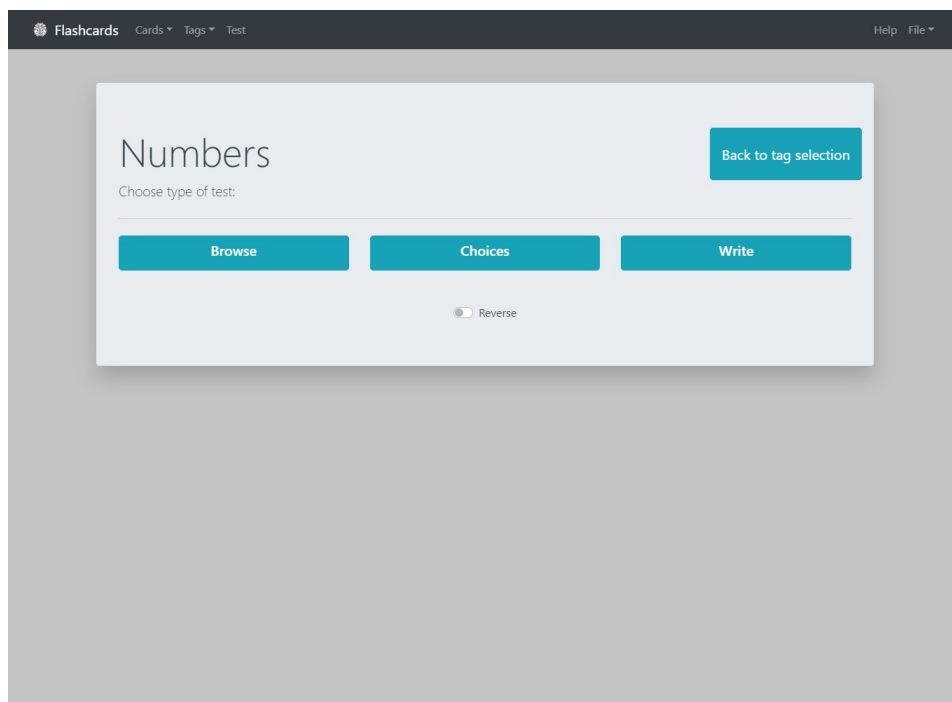 Flashcards Cards Tags Test Help File
Numbers
Back to tag selection
Choose type of test:
Browse Choices Write
Reverse